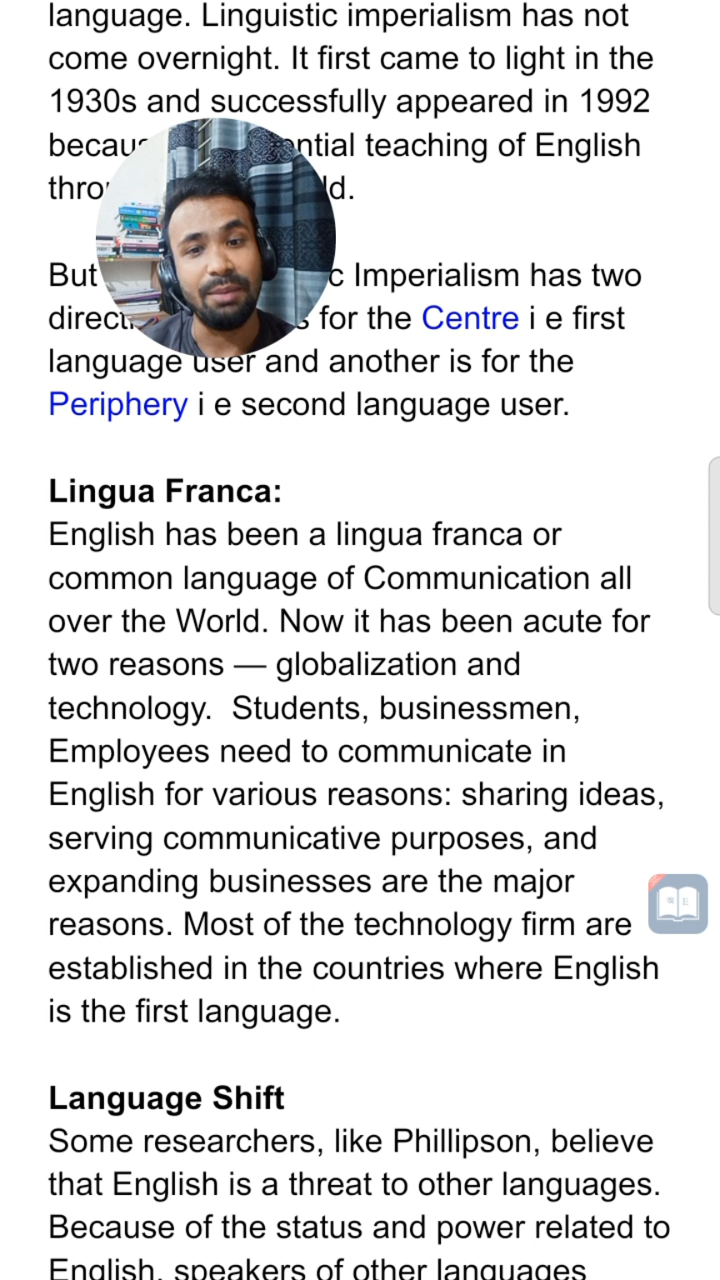 language. Linguistic imperialism has not
come overnight. It first came to light in the
1930s and successfully appeared in 1992
teaching of English
But Imperialism has two
for the Centre i e first
language user and another is for the
Periphery i e second language user.
Lingua Franca:
English has been a lingua franca or
common language of Communication all
over the World. Now it has been acute for
two reasons — globalization and
technology. Students, businessmen,
Employees need to communicate in
English for various reasons: sharing ideas,
serving communicative purposes, and
expanding businesses are the major
reasons. Most of the technology firm are
established in the countries where English
is the first language.
Language Shift
Some researchers, like Phillipson, believe
that English is a threat to other languages.
Because of the status and power related to
English, speakers of other languages